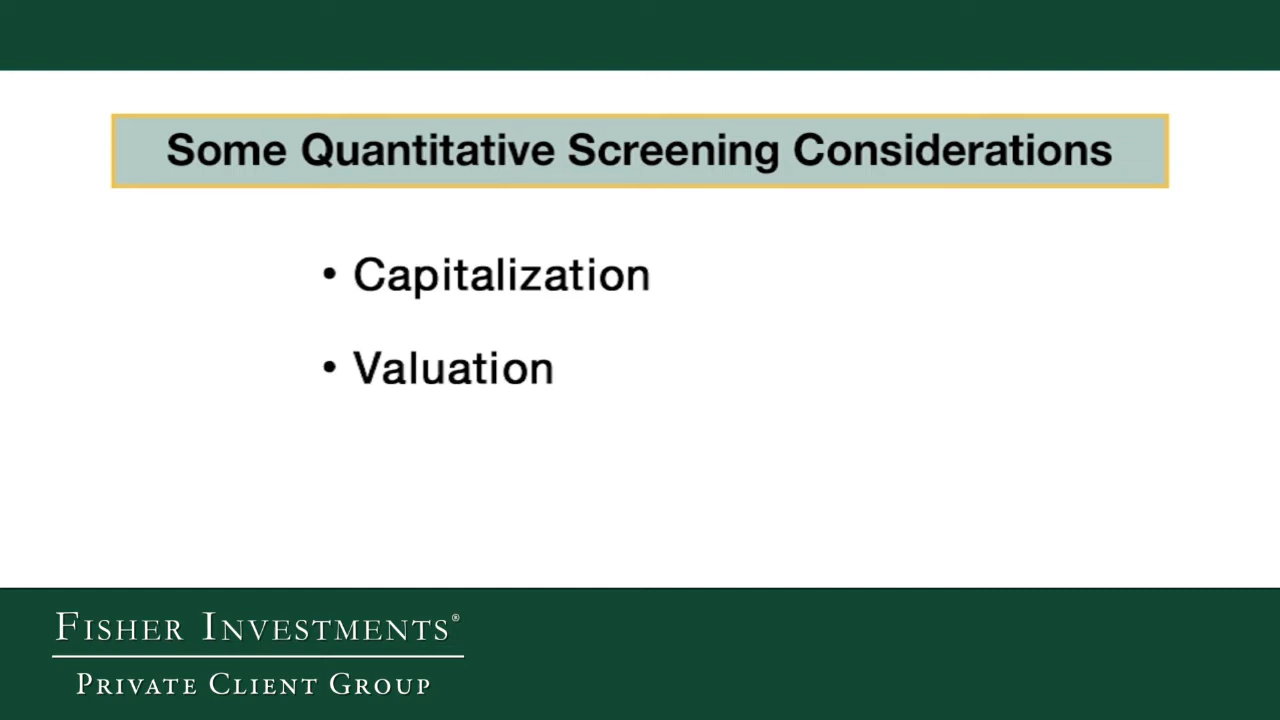 Some Quantitative Screening Considerations
• Capitalization
• Valuation
FISHER INVESTMENTS®
PRIVATE CLIENT GROUP